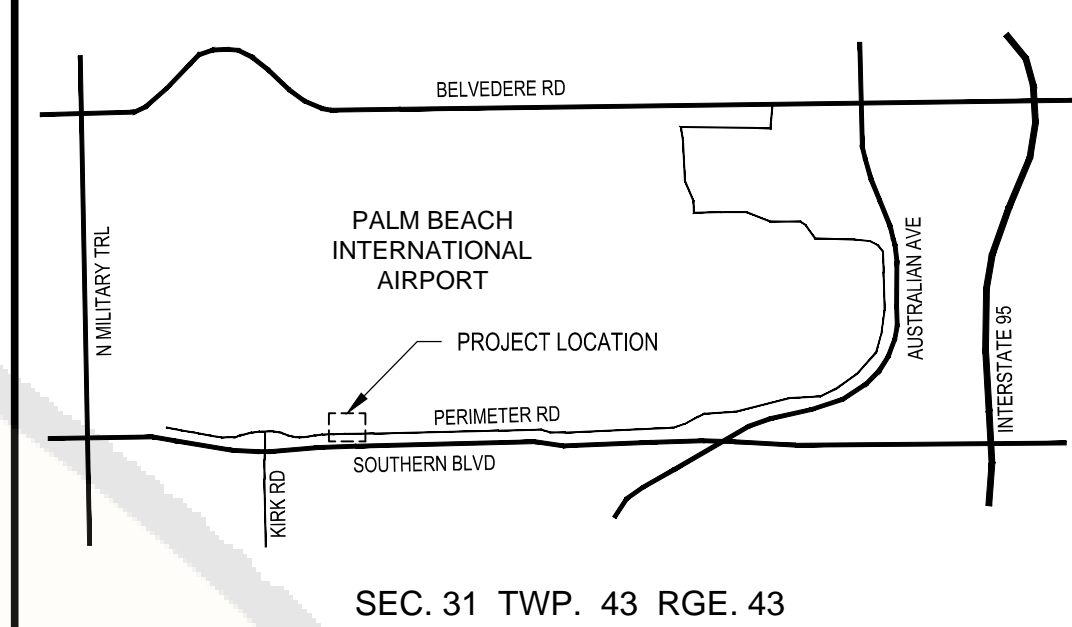 BELVEDERE RD
PALM BEACH
INTERNATIONAL
AIRPORT
N MILITARY TRL
AUSTRALIAN AVE
INTERSTATE 95
PROJECT LOCATION
PERIMETER RD
SOUTHERN BLVD
KIRK RD
SEC. 31 TWP. 43 RGE. 43